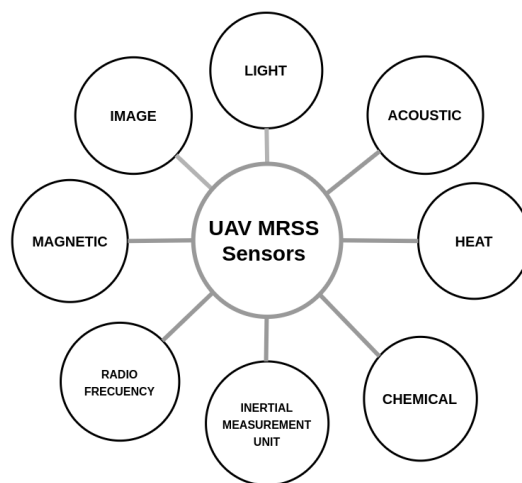 LIGHT
IMAGE
ACOUSTIC
UAV MRSS
Sensors
MAGNETIC
HEAT
RADIO
FRECUENCY
CHEMICAL
INERTIAL
MEASUREMENT
UNIT